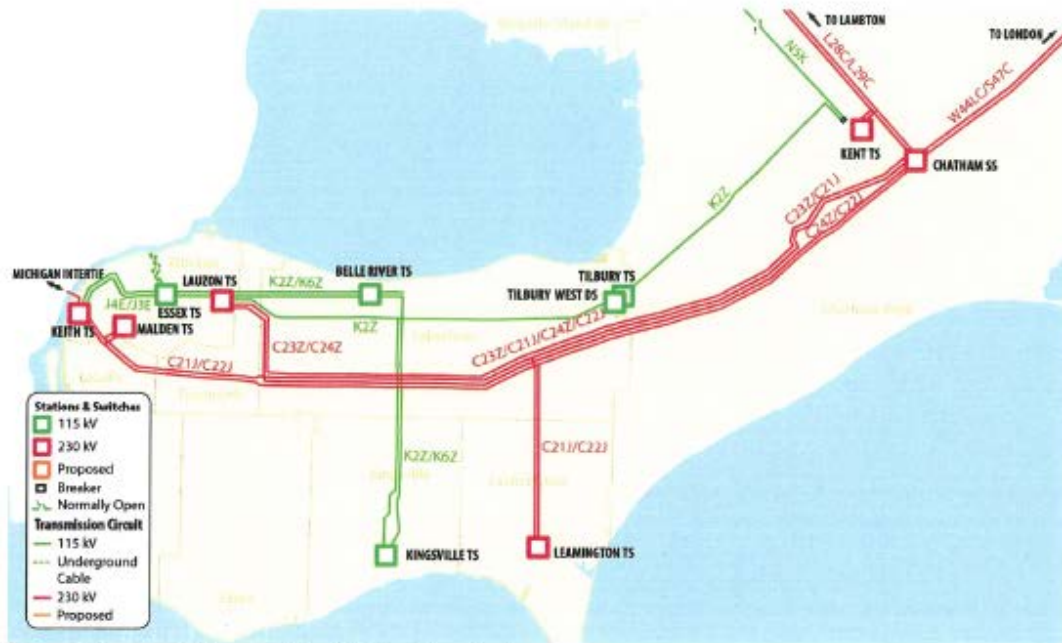 TO LAMBTON
TO LONDON
N5K
L28C/L29C
W44LC/S47C
KENT TS
CHATHAM SS
K2Z
C23Z/C21J
C24Z/C22J
MICHIGAN INTERTIE
LAUZON TS
K2Z/K6Z
BELLE RIVER TS
TILBURY TS
TILBURY WEST DS
J4E/J3E
ESSEX TS
KEITH TS
MALDEN TS
K2Z
C23Z/C24Z
C23Z/C21J/C24Z/C22J
C21J/C22J
K2Z/K6Z
C21J/C22J
KINGSVILLE TS
LEAMINGTON TS
Stations & Switches
115 kV
230 kV
Proposed
Breaker
Normally Open
Transmission Circuit
115 kV
Underground
Cable
230 kV
Proposed